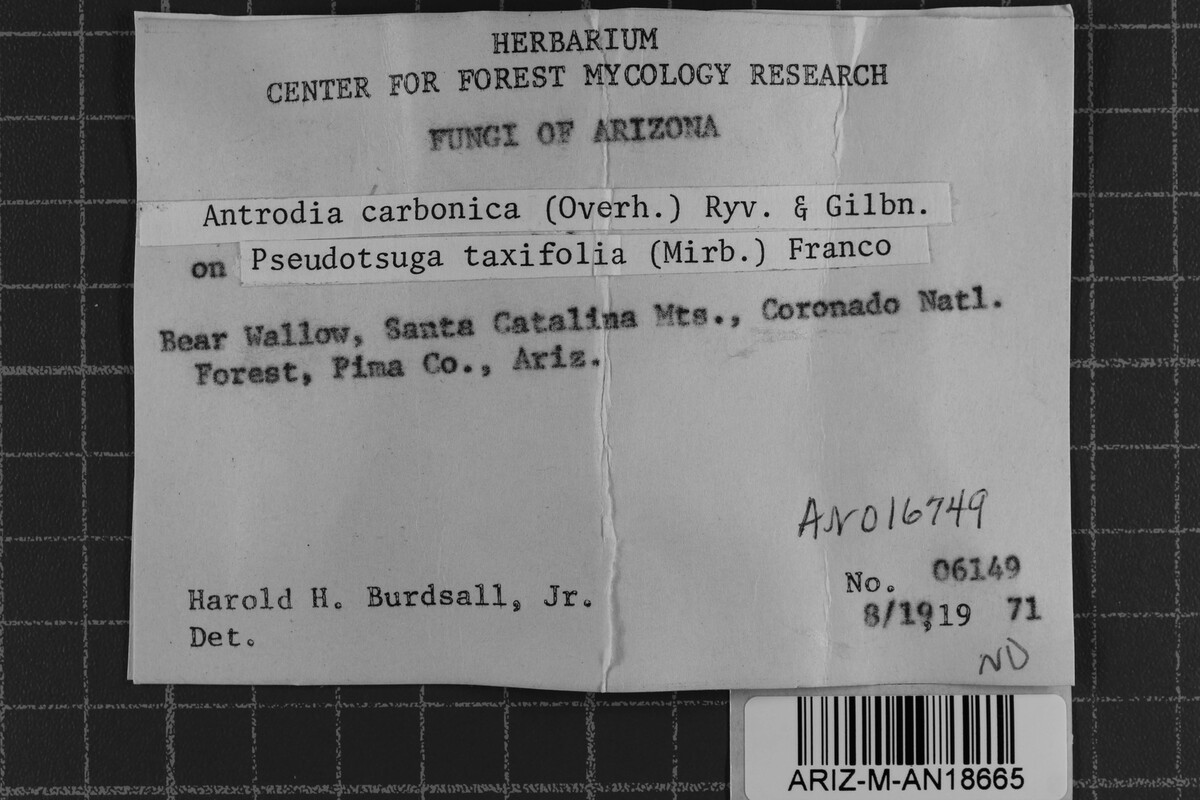 HERBARIUM
CENTER FOR FOREST MYCOLOGY RESEARCH
FUNGI OF ARIZONA
Antrodia carbonica (Overh.) Ryv. & Gilbn.
on Pseudotsuga taxifolia (Mirb.) Franco
Bear Wallow, Santa Catalina Mts., Coronado Natl.
Forest, Pima Co., Ariz.
AN016749
Harold H. Burdsall, Jr.
No. 06149
Det.
8/19,19 71
ND
ARIZ-M-AN18665